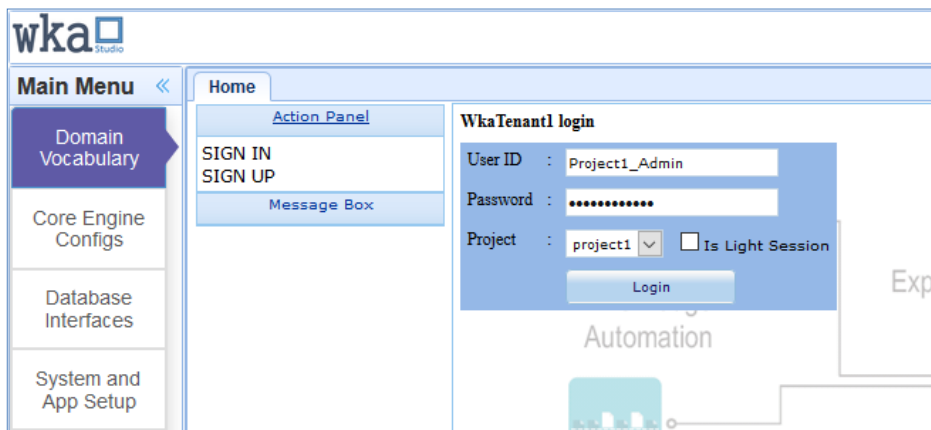 wka
Studio
Main Menu «
Domain
Vocabulary
Core Engine
Configs
Database
Interfaces
System and
App Setup
Home
Action Panel
SIGN IN
SIGN UP
Message Box
WkaTenant1 login
User ID : Project1_Admin
Password : ••••••••••••
Project : project1 Is Light Session
Login
Automation